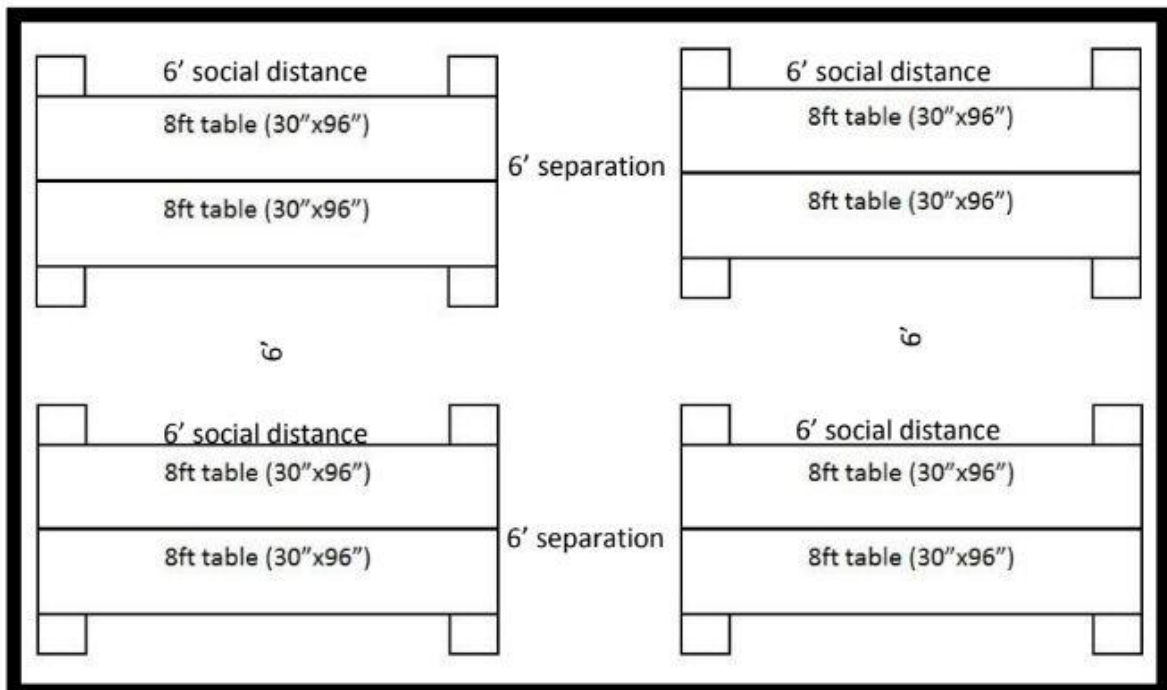 6’ social distance
8ft table (30”x96”)
8ft table (30”x96”)
6’ separation
6’ social distance
8ft table (30”x96”)
8ft table (30”x96”)
6’
6’
6’ social distance
8ft table (30”x96”)
8ft table (30”x96”)
6’ separation
6’ social distance
8ft table (30”x96”)
8ft table (30”x96”)